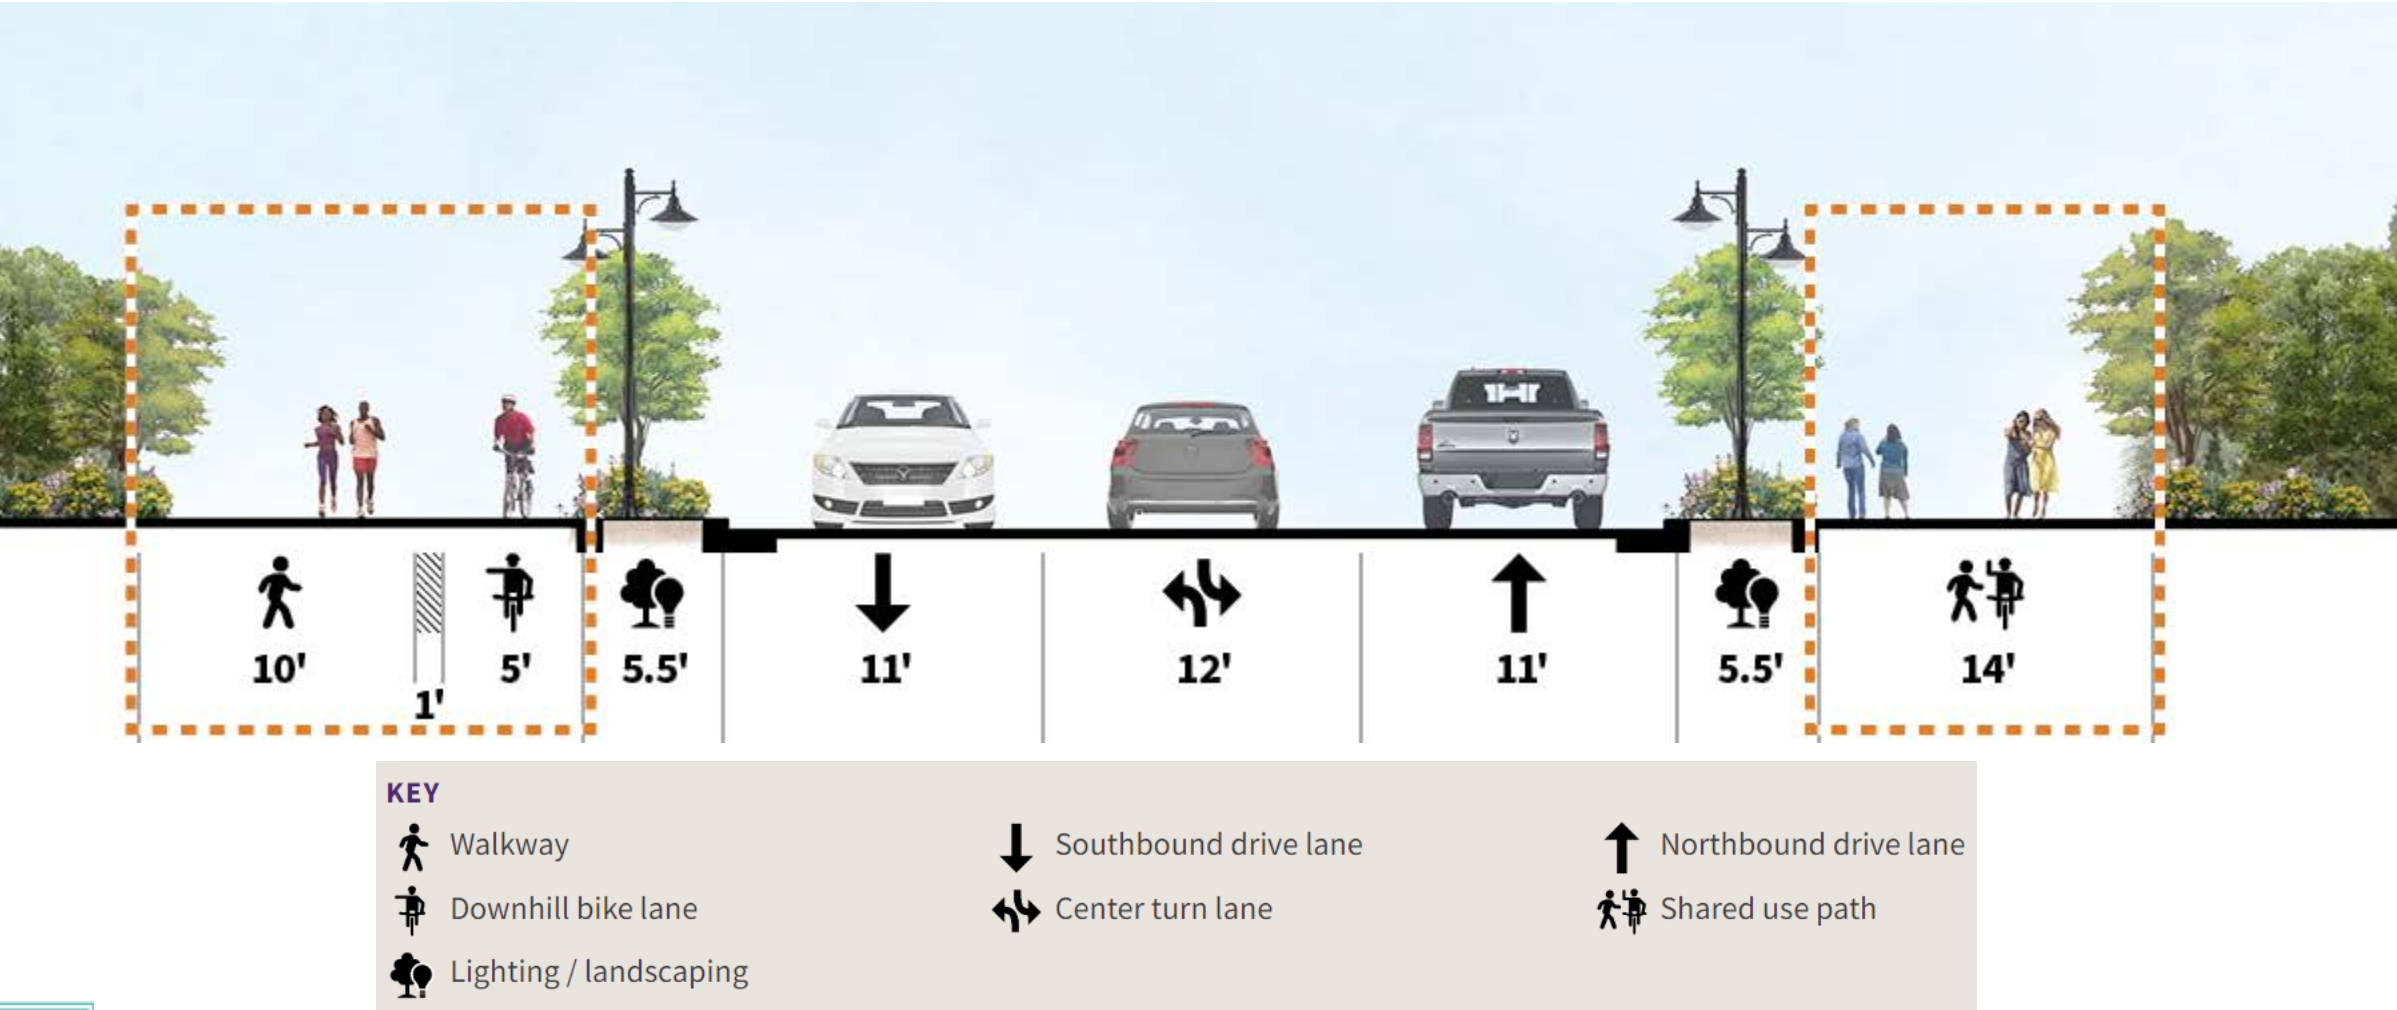 10' 5' 5.5' 11' 12' 11' 5.5' 14'
1'
KEY
Walkway
Downhill bike lane
Lighting / landscaping
Southbound drive lane
Center turn lane
Northbound drive lane
Shared use path